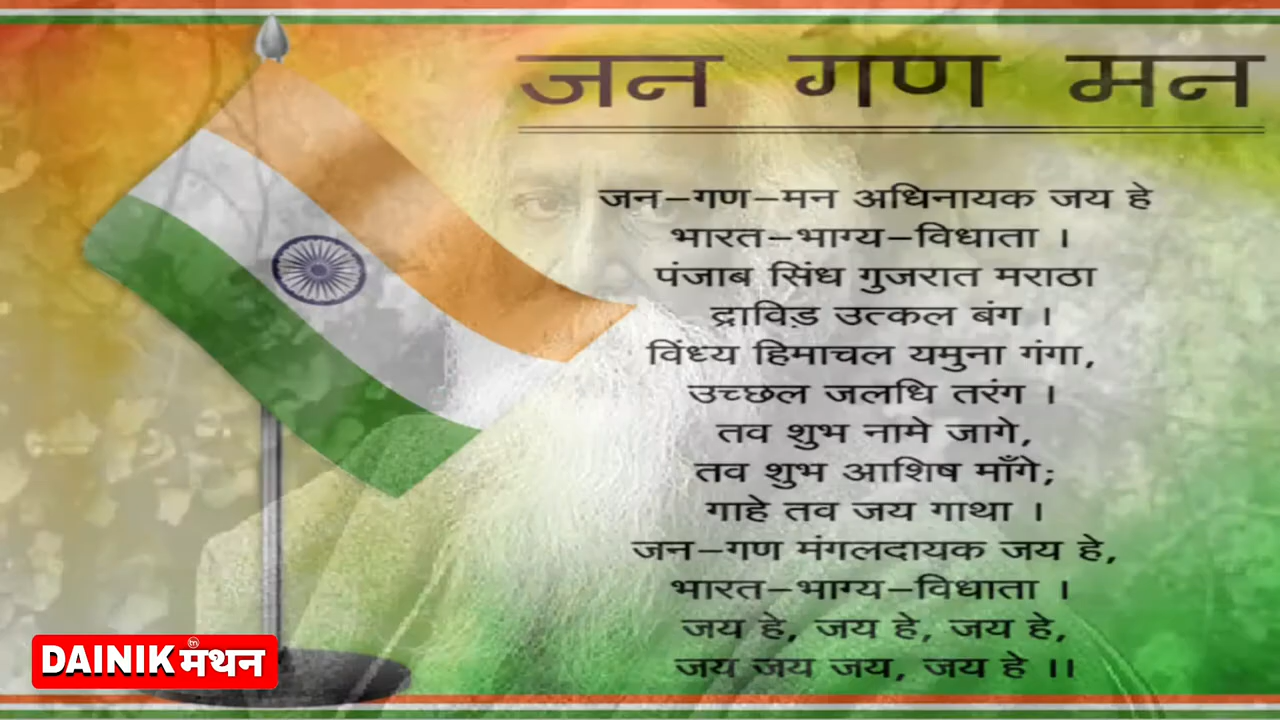 जन गण मन
जन–गण–मन अधिनायक जय हे
भारत–भाग्य–विधाता ।
पंजाब सिंध गुजरात मराठा
द्राविड़ उत्कल बंग ।
विंध्य हिमाचल यमुना गंगा,
उच्छल जलधि तरंग ।
तव शुभ नामे जागे,
तव शुभ आशिष माँगे;
गाहे तव जय गाथा ।
जन–गण मंगलदायक जय हे,
भारत–भाग्य–विधाता ।
जय हे, जय हे, जय हे,
जय जय जय, जय हे ।।
DAINIK मंथन